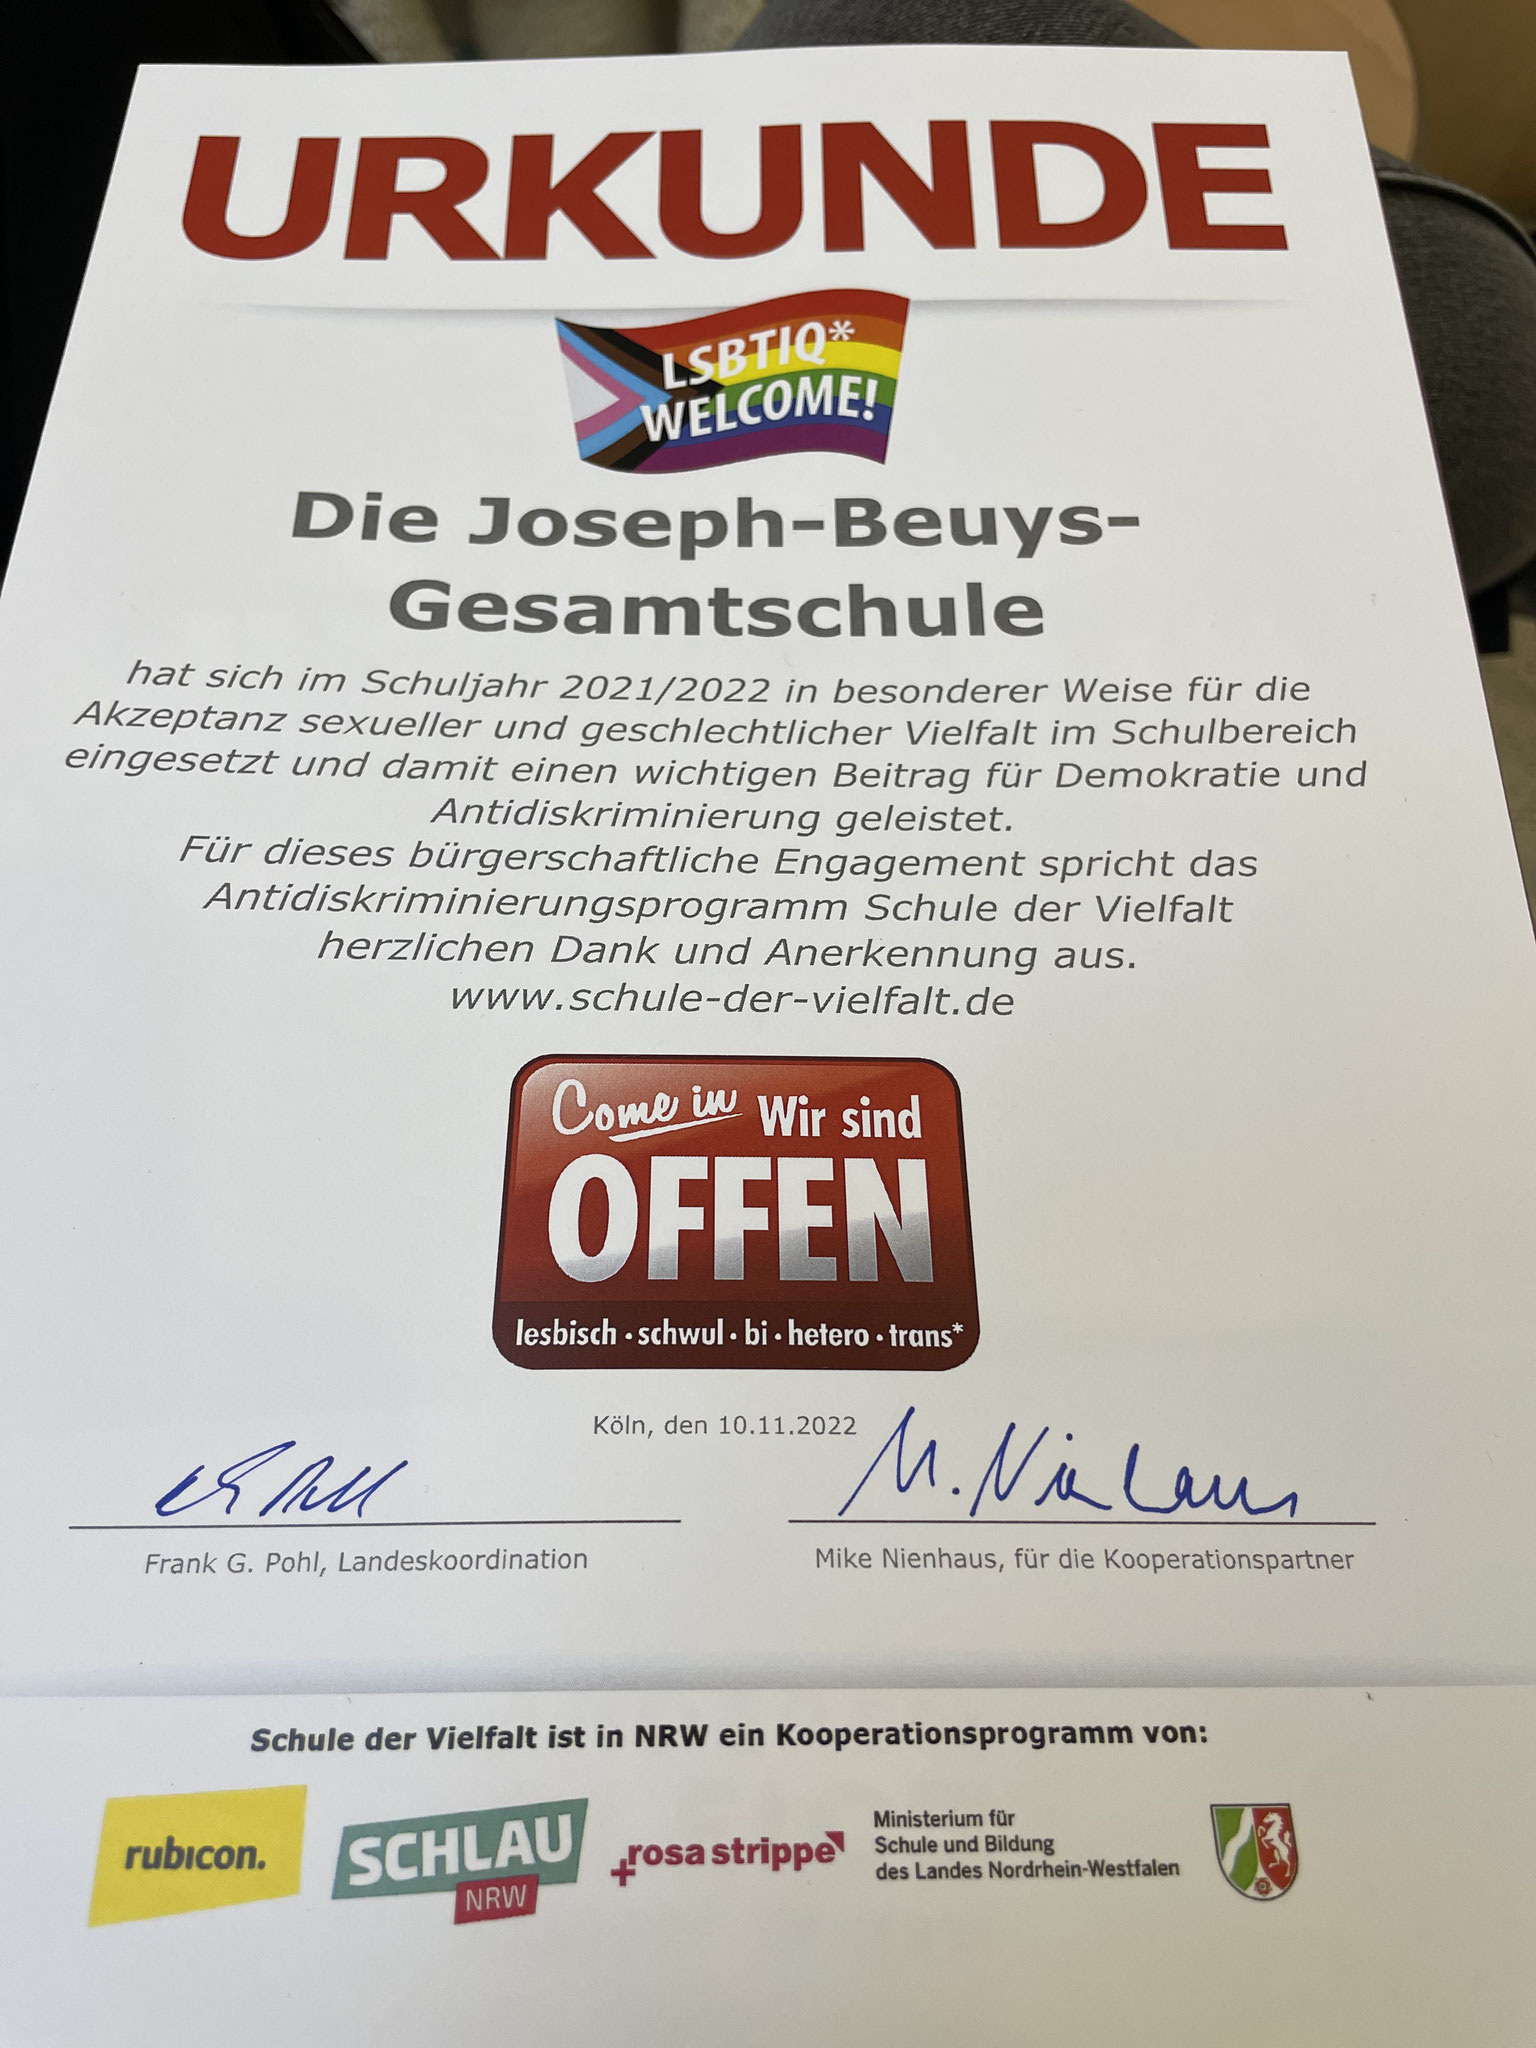 URKUNDE
LSBTIQ*
WELCOME!
Die Joseph-Beuys-
Gesamtschule
hat sich im Schuljahr 2021/2022 in besonderer Weise für die
Akzeptanz sexueller und geschlechtlicher Vielfalt im Schulbereich
eingesetzt und damit einen wichtigen Beitrag für Demokratie und
Antidiskriminierung geleistet.
Für dieses bürgerschaftliche Engagement spricht das
Antidiskriminierungsprogramm Schule der Vielfalt
herzlichen Dank und Anerkennung aus.
www.schule-der-vielfalt.de
Come in Wir sind
OFFEN
lesbisch · schwul · bi · hetero · trans*
Köln, den 10.11.2022
M. Nienhaus
Frank G. Pohl, Landeskoordination
Mike Nienhaus, für die Kooperationspartner
Schule der Vielfalt ist in NRW ein Kooperationsprogramm von:
rubicon.
SCHLAU
NRW
rosa strippe
Ministerium für
Schule und Bildung
des Landes Nordrhein-Westfalen